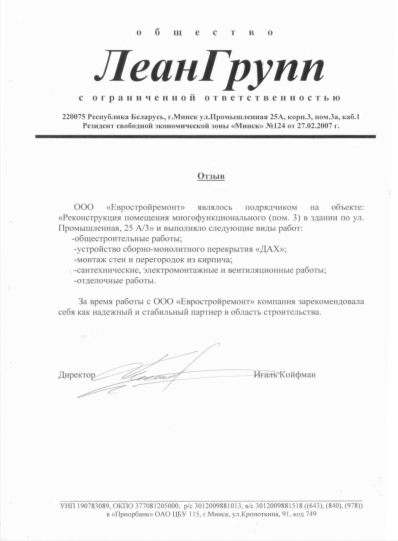 общество
ЛеанГрупп
с ограниченной ответственностью
220075 Республика Беларусь, г.Минск ул.Промышленная 25А, корп.3, пом.3а, каб.1
Резидент свободной экономической зоны «Минск» №124 от 27.02.2007 г.
Отзыв
ООО «Евростройремонт» являлось подрядчиком на объекте:
«Реконструкция помещения многофункционального (пом. 3) в здании по ул.
Промышленная, 25 А/3» и выполняло следующие виды работ:
-общестроительные работы;
-устройство сборно-монолитного перекрытия «ДАХ»;
-монтаж стен и перегородок из кирпича;
-сантехнические, электромонтажные и вентиляционные работы;
-отделочные работы.
За время работы с ООО «Евростройремонт» компания зарекомендовала
себя как надежный и стабильный партнер в область строительства.
Директор Игаль Койфман
УНП 190783089, ОКПО 377081205000, р/с 3012009881013, в/с 3012009881518 ((643), (840), (978))
в «Приорбанк» ОАО ЦБУ 115, г.Минск, ул.Кропоткина, 91, код 749